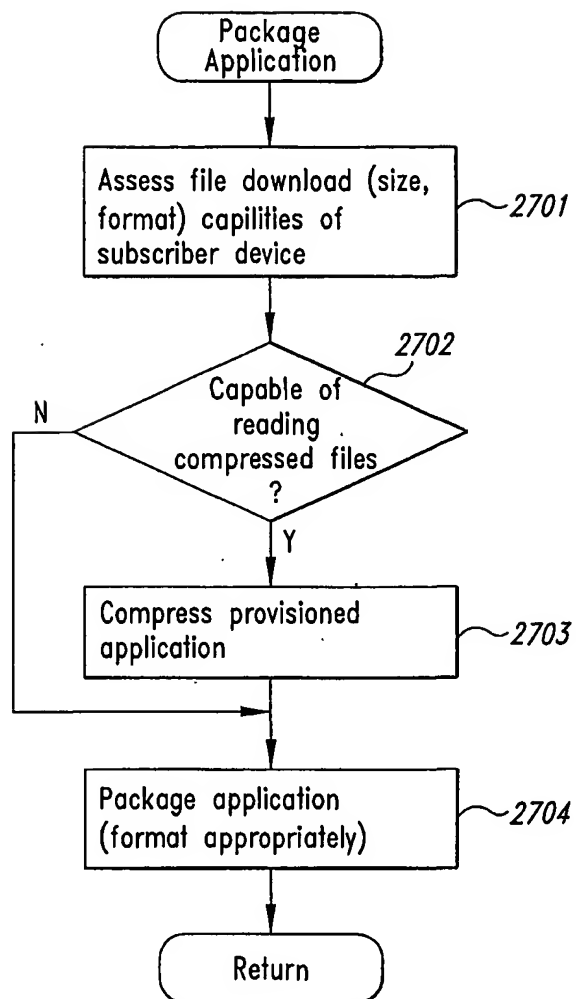 Package
Application
Assess file download (size,
format) capilities of
subscriber device
2701
2702
Capable of
reading
compressed files
?
N
Y
Compress provisioned
application
2703
Package application
(format appropriately)
2704
Return